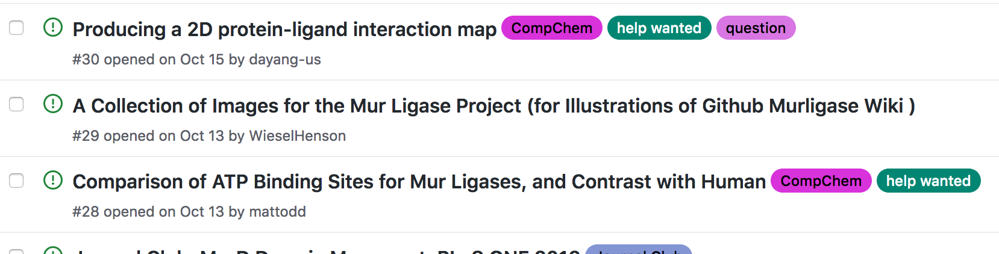 Producing a 2D protein-ligand interaction map CompChem help wanted question
#30 opened on Oct 15 by dayang-us
A Collection of Images for the Mur Ligase Project (for Illustrations of Github Murligase Wiki )
#29 opened on Oct 13 by WieselHenson
Comparison of ATP Binding Sites for Mur Ligases, and Contrast with Human CompChem help wanted
#28 opened on Oct 13 by mattodd